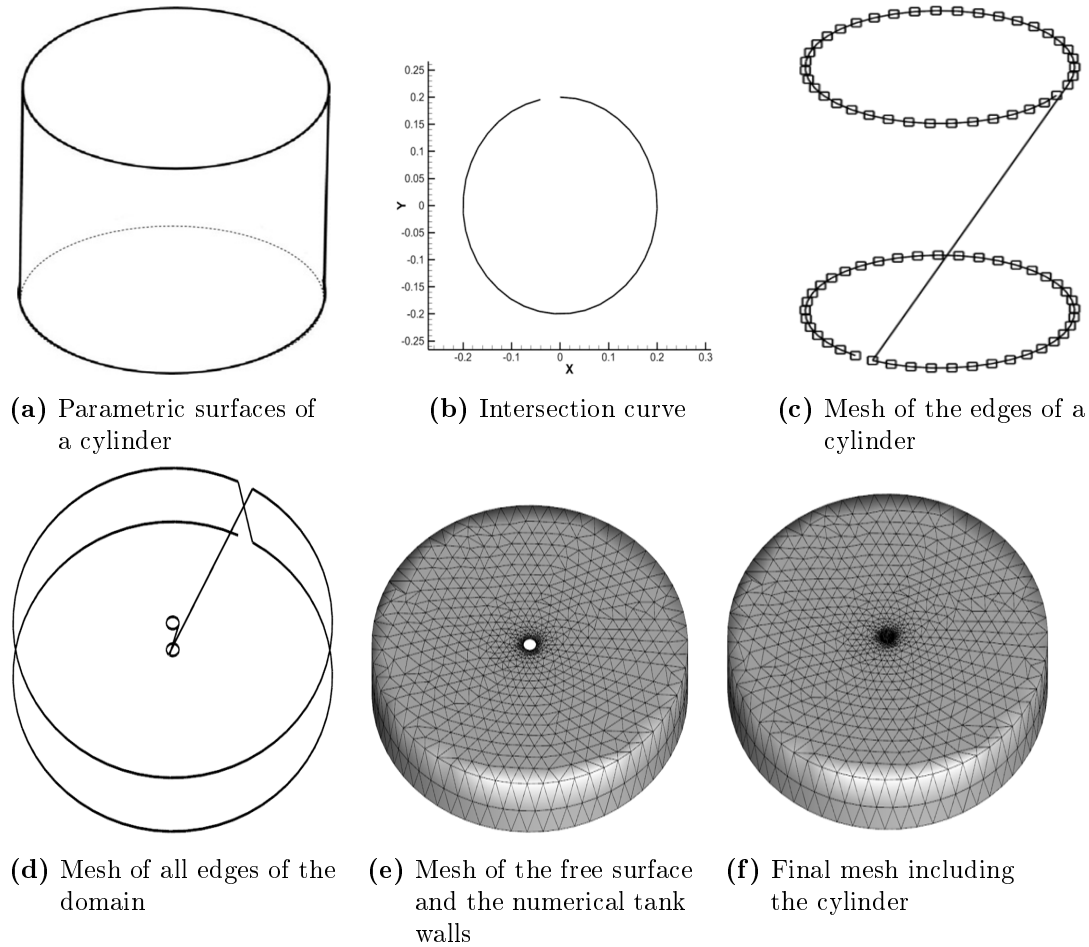 0.25
0.2
0.15
0.1
0.05
0
-0.05
-0.1
-0.15
-0.2
-0.25
Y
-0.2 -0.1 0 0.1 0.2 0.3
X
(a) Parametric surfaces of
a cylinder
(b) Intersection curve
(c) Mesh of the edges of a
cylinder
(d) Mesh of all edges of the
domain
(e) Mesh of the free surface
and the numerical tank
walls
(f) Final mesh including
the cylinder